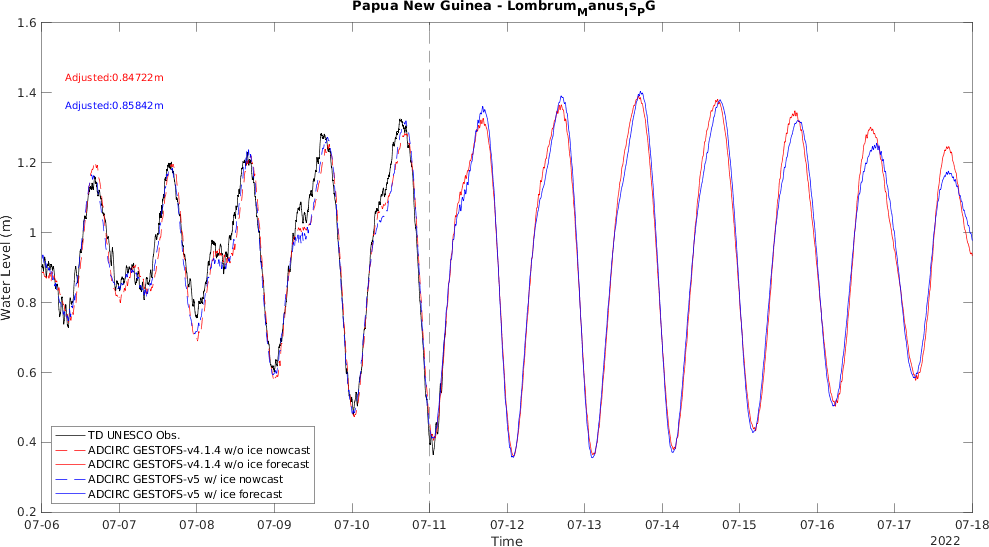 Papua New Guinea - Lombrum_Manus_Is_PG
Adjusted:0.84722m
Adjusted:0.85842m
Water Level (m)
1.6
1.4
1.2
1
0.8
0.6
0.4
0.2
TD UNESCO Obs.
ADCIRC GESTOFS-v4.1.4 w/o ice nowcast
ADCIRC GESTOFS-v4.1.4 w/o ice forecast
ADCIRC GESTOFS-v5 w/ ice nowcast
ADCIRC GESTOFS-v5 w/ ice forecast
07-06 07-07 07-08 07-09 07-10 07-11 07-12 07-13 07-14 07-15 07-16 07-17 07-18
Time
2022